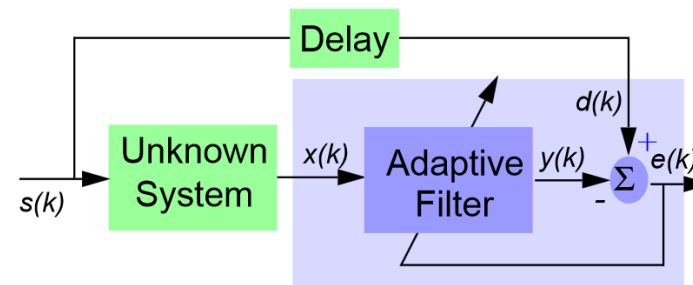 Delay
d(k)
Unknown
System
x(k)
Adaptive
Filter
y(k)
+
Σ
-
e(k)
s(k)